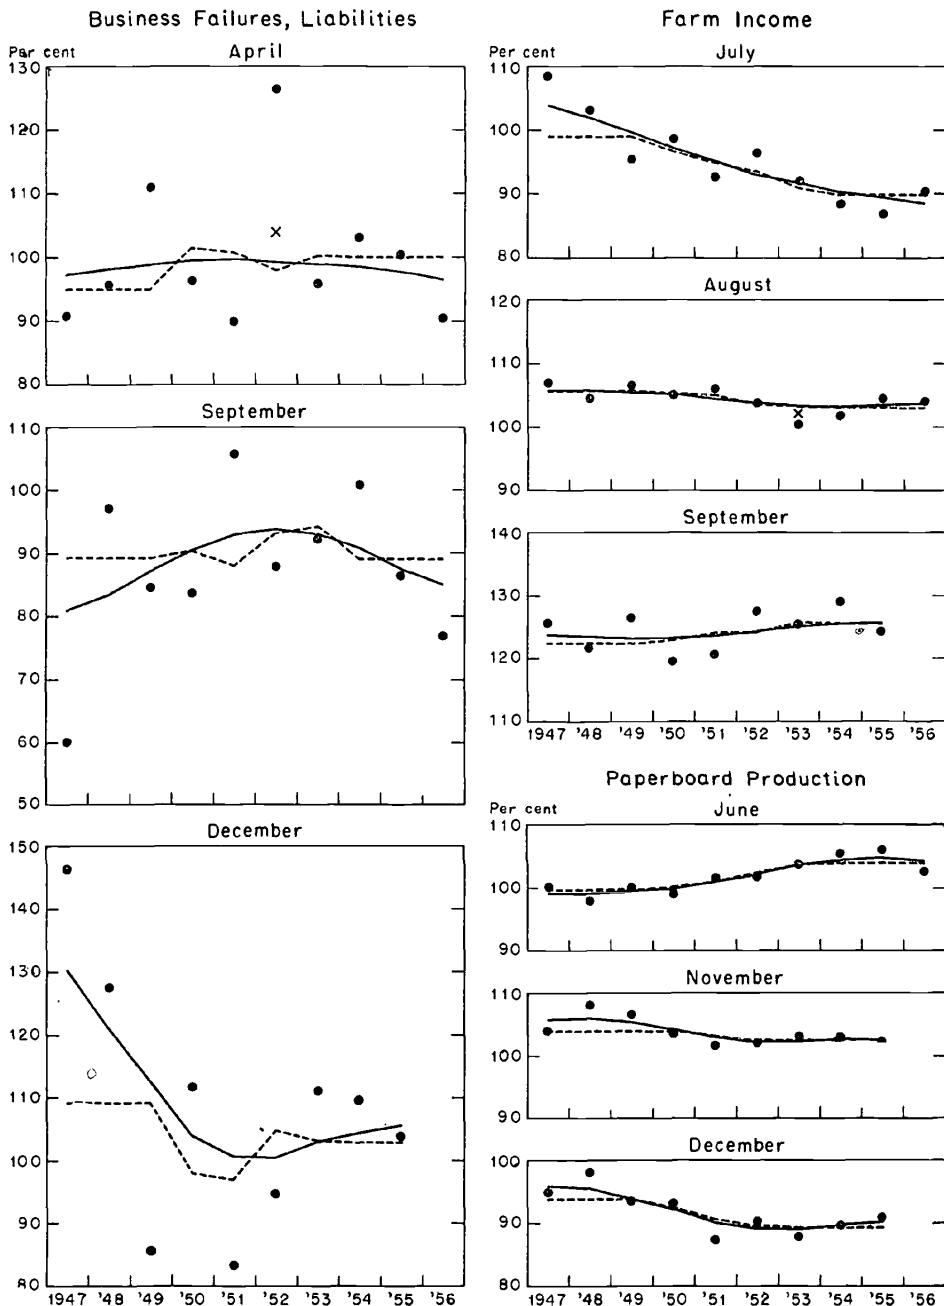 Business Failures, Liabilities
Per cent
April
130
120
110
100
90
80
September
110
100
90
80
70
60
50
December
150
140
130
120
110
100
90
80
1947 '48 '49 '50 '51 '52 '53 '54 '55 '56
Farm Income
Per cent
July
110
100
90
80
August
120
110
100
90
September
140
130
120
110
1947 '48 '49 '50 '51 '52 '53 '54 '55 '56
Paperboard Production
Per cent
June
110
100
90
November
110
100
90
December
100
90
80
1947 '48 '49 '50 '51 '52 '53 '54 '55 '56